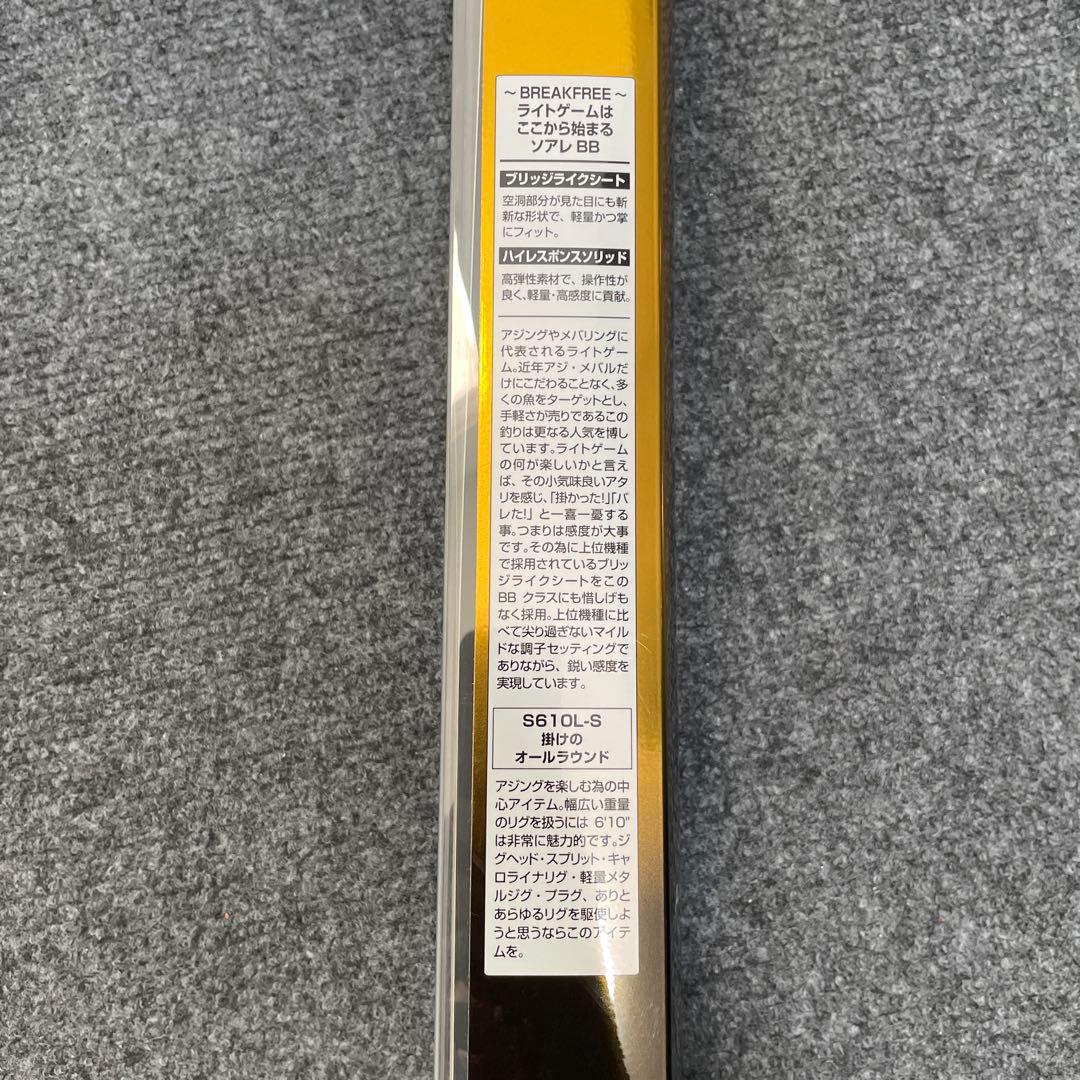 ～ BREAKFREE ～
ライトゲームは
ここから始まる
ソアレ BB
ブリッジライクシート
空洞部分が見た目にも斬
新な形状で、軽量かつ掌
にフィット。
ハイレスポンスソリッド
高弾性素材で、操作性が
良く、軽量・高感度に貢献。
アジングやメバリングに
代表されるライトゲー
ム。近年アジ・メバルだ
けにこだわることなく、多
くの魚をターゲットとし、
手軽さが売りであるこの
釣りは更なる人気を博し
ています。ライトゲーム
の何が楽しいかと言え
ば、その小気味良いアタ
リを感じ、「掛かった!」「バ
レた!」と一喜一憂する
事。つまりは感度が大事
です。その為に上位機種
で採用されているブリッ
ジライクシートをこの
BB クラスにも惜しげも
なく採用。上位機種に比
べて尖り過ぎないマイル
ドな調子セッティングで
ありながら、鋭い感度を
実現しています。
S610L-S
掛けの
オールラウンド
アジングを楽しむ為の中
心アイテム。幅広い重量
のリグを扱うには 6'10"
は非常に魅力的です。ジ
グヘッド・スプリット・キャ
ロライナリグ・軽量メタ
ルジグ・プラグ、ありと
あらゆるリグを駆使しよ
うと思うならこのアイテ
ムを。